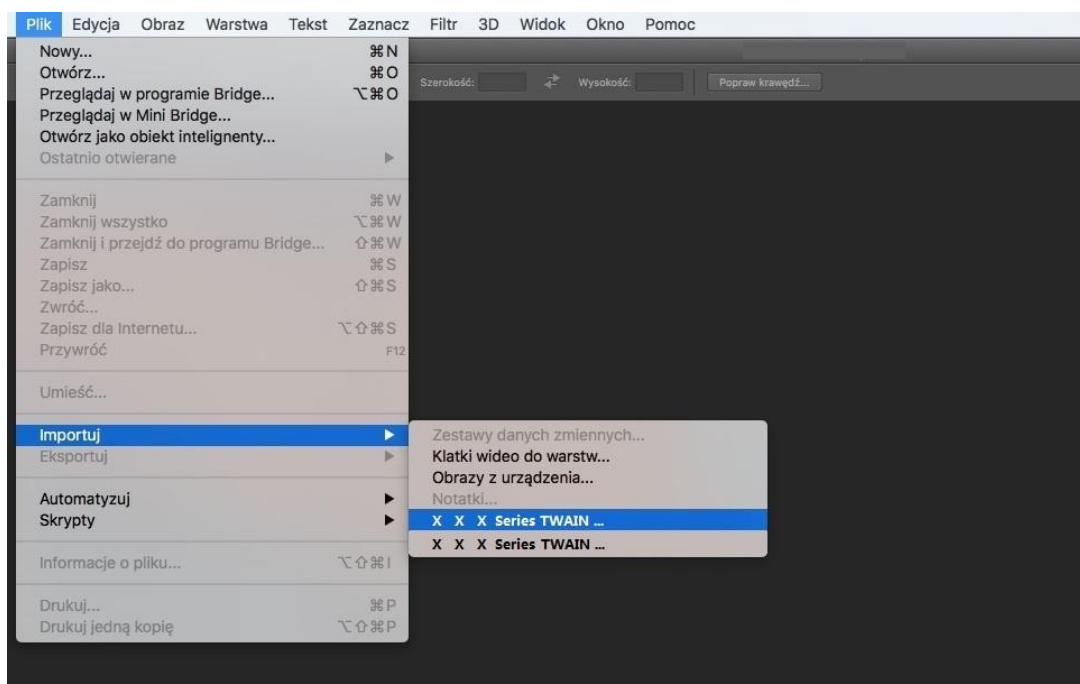 Plik Edycja Obraz Warstwa Tekst Zaznacz Filtr 3D Widok Okno Pomoc
Szerokość: Wysokość: Popraw krawędź...
Nowy... ⌘N
Otwórz... ⌘O
Przeglądaj w programie Bridge... ⌥⌘O
Przeglądaj w Mini Bridge...
Otwórz jako obiekt inteligenty...
Ostatnio otwierane ▶
Zamknij ⌘W
Zamknij wszystko ⌥⌘W
Zamknij i przejdź do programu Bridge... ⇧⌘W
Zapisz ⌘S
Zapisz jako... ⇧⌘S
Zwróć...
Zapisz dla Internetu... ⌥⇧⌘S
Przywróć F12
Umieść...
Importuj ▶
Eksportuj ▶
Automatyzuj ▶
Skrypty ▶
Informacje o pliku... ⌥⇧⌘I
Drukuj... ⌘P
Drukuj jedną kopię ⌥⇧⌘P
Zestawy danych zmiennych...
Klatki wideo do warstw...
Obrazy z urządzenia...
Notatki...
X X X Series TWAIN ...
X X X Series TWAIN ...